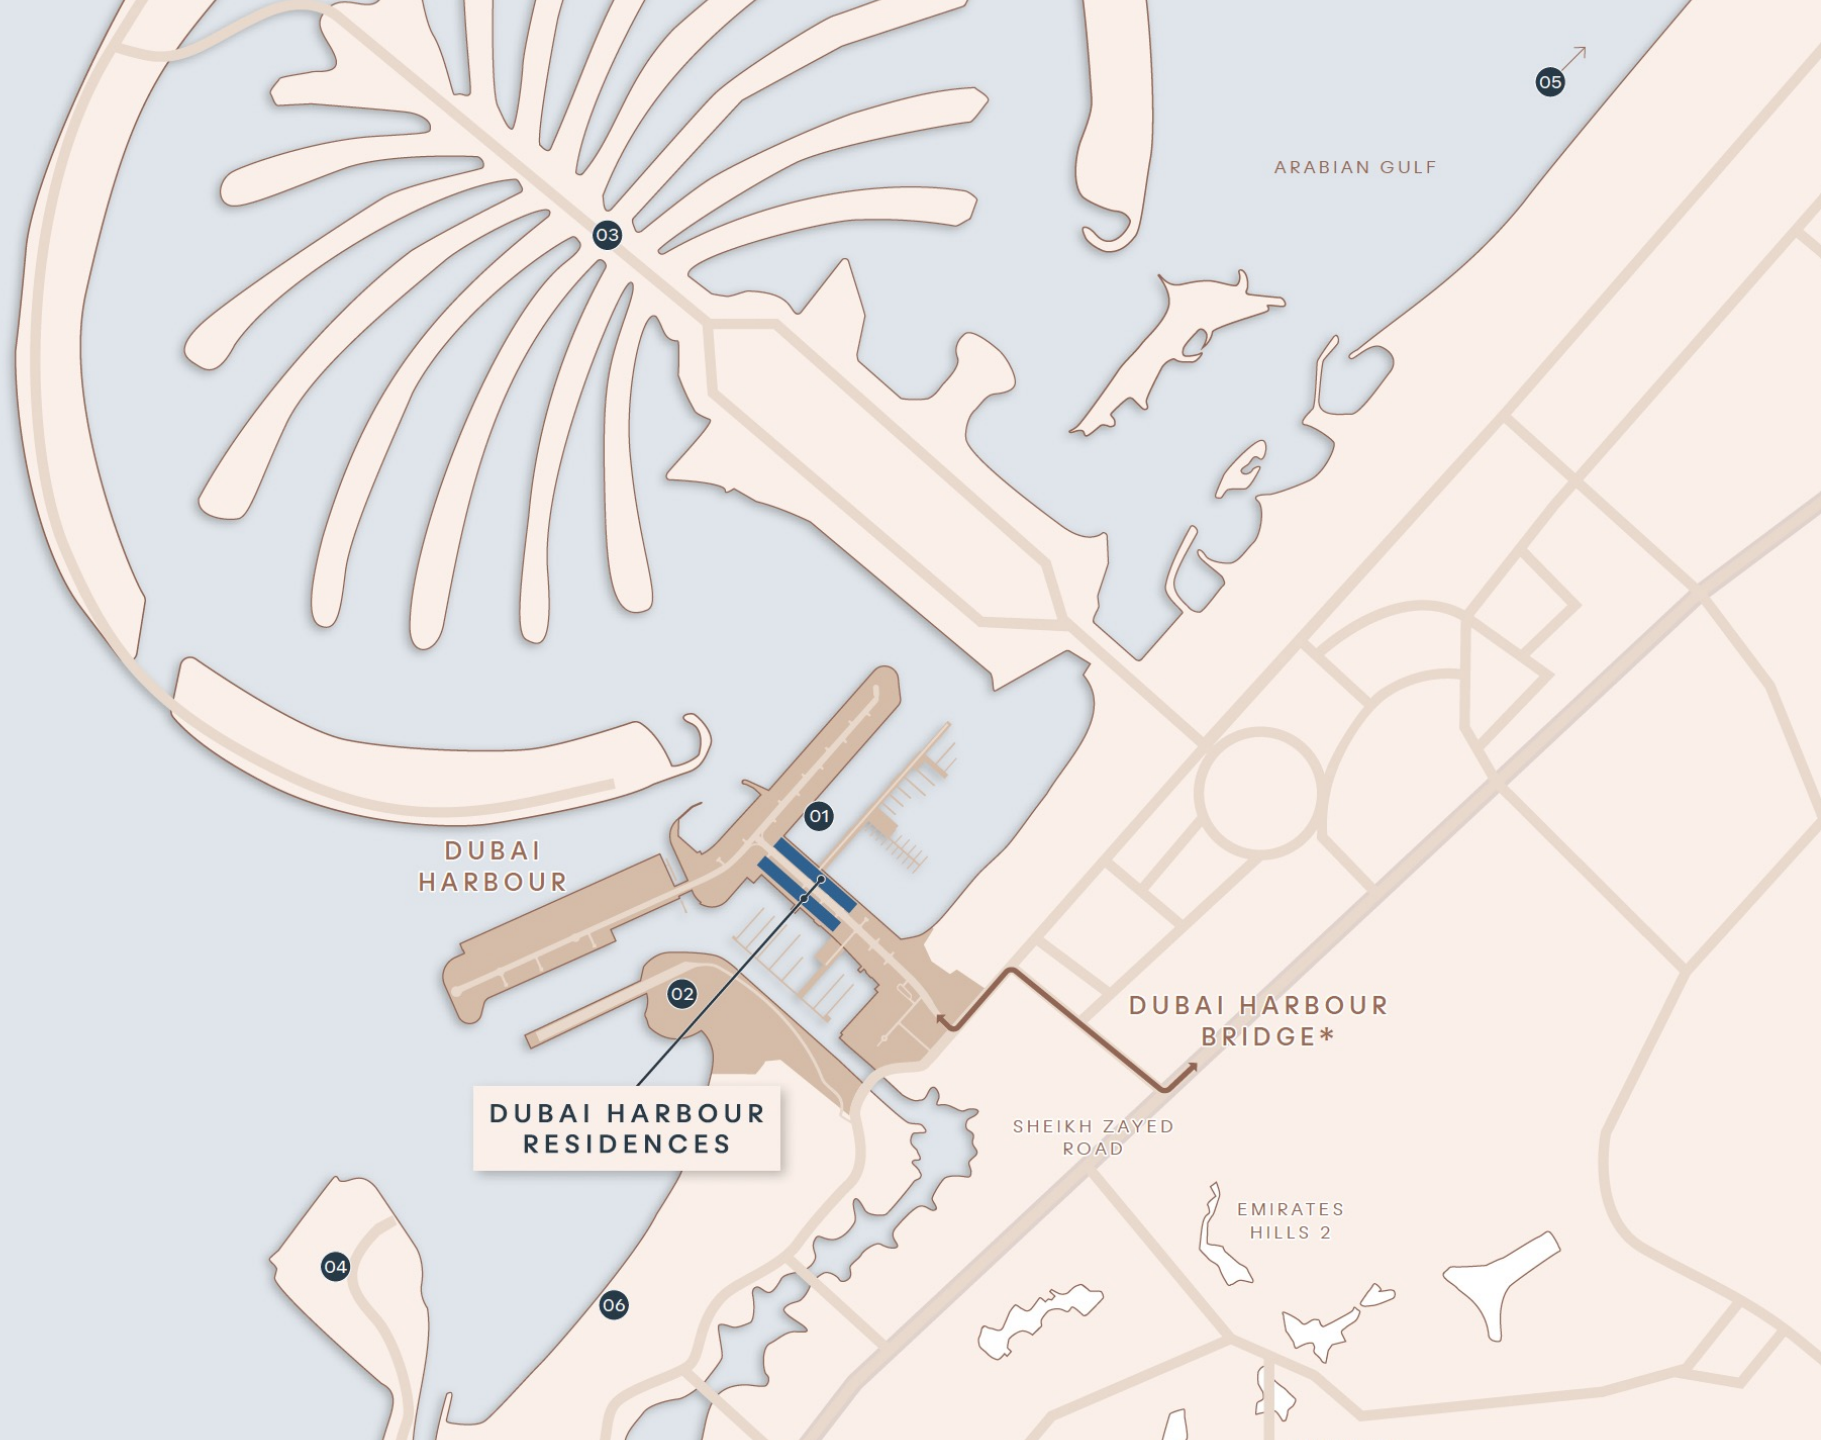 05
ARABIAN GULF
03
01
DUBAI
HARBOUR
02
DUBAI HARBOUR
BRIDGE*
DUBAI HARBOUR
RESIDENCES
SHEIKH ZAYED
ROAD
EMIRATES
HILLS 2
04
06